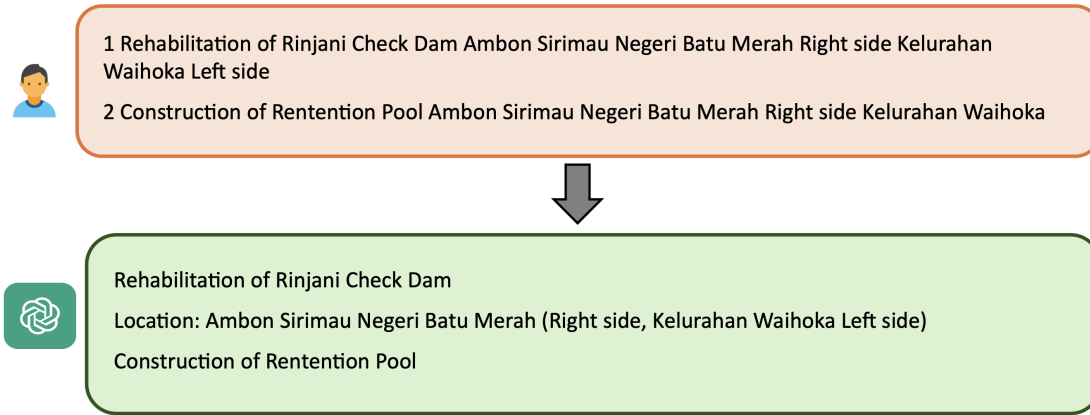 1 Rehabilitation of Rinjani Check Dam Ambon Sirimau Negeri Batu Merah Right side Kelurahan
Waihoka Left side
2 Construction of Rentention Pool Ambon Sirimau Negeri Batu Merah Right side Kelurahan Waihoka
Rehabilitation of Rinjani Check Dam
Location: Ambon Sirimau Negeri Batu Merah (Right side, Kelurahan Waihoka Left side)
Construction of Rentention Pool